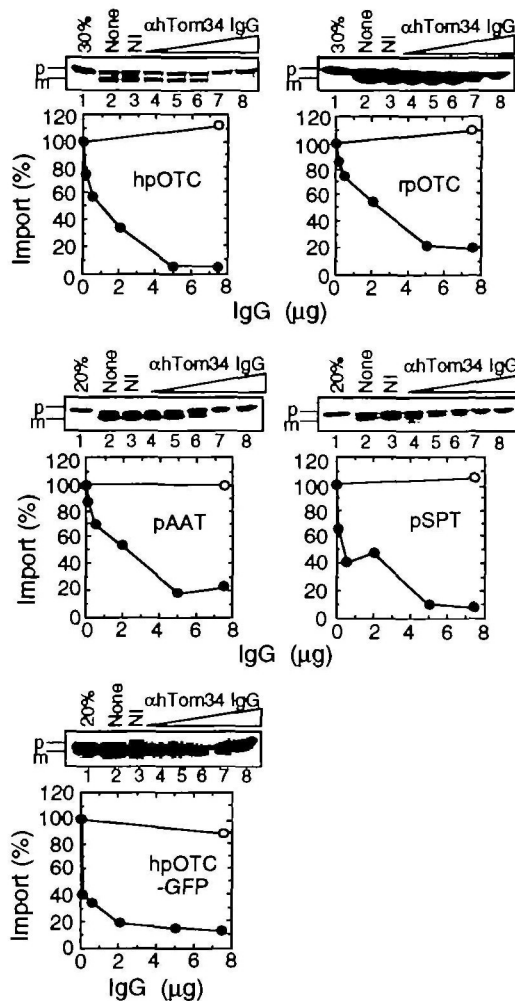 30% None NI αhTom34 IgG
p
m
1 2 3 4 5 6 7 8
120
100
80
60
40
20
0
Import (%)
hpOTC
0 2 4 6 8
30% None NI αhTom34 IgG
p
m
1 2 3 4 5 6 7 8
120
100
80
60
40
20
0
rpOTC
0 2 4 6 8
IgG (μg)
20% None NI αhTom34 IgG
p
m
1 2 3 4 5 6 7 8
120
100
80
60
40
20
0
Import (%)
pAAT
0 2 4 6 8
20% None NI αhTom34 IgG
p
m
1 2 3 4 5 6 7 8
120
100
80
60
40
20
0
pSPT
0 2 4 6 8
IgG (μg)
20% None NI αhTom34 IgG
p
m
1 2 3 4 5 6 7 8
120
100
80
60
40
20
0
Import (%)
hpOTC
-GFP
0 2 4 6 8
IgG (μg)